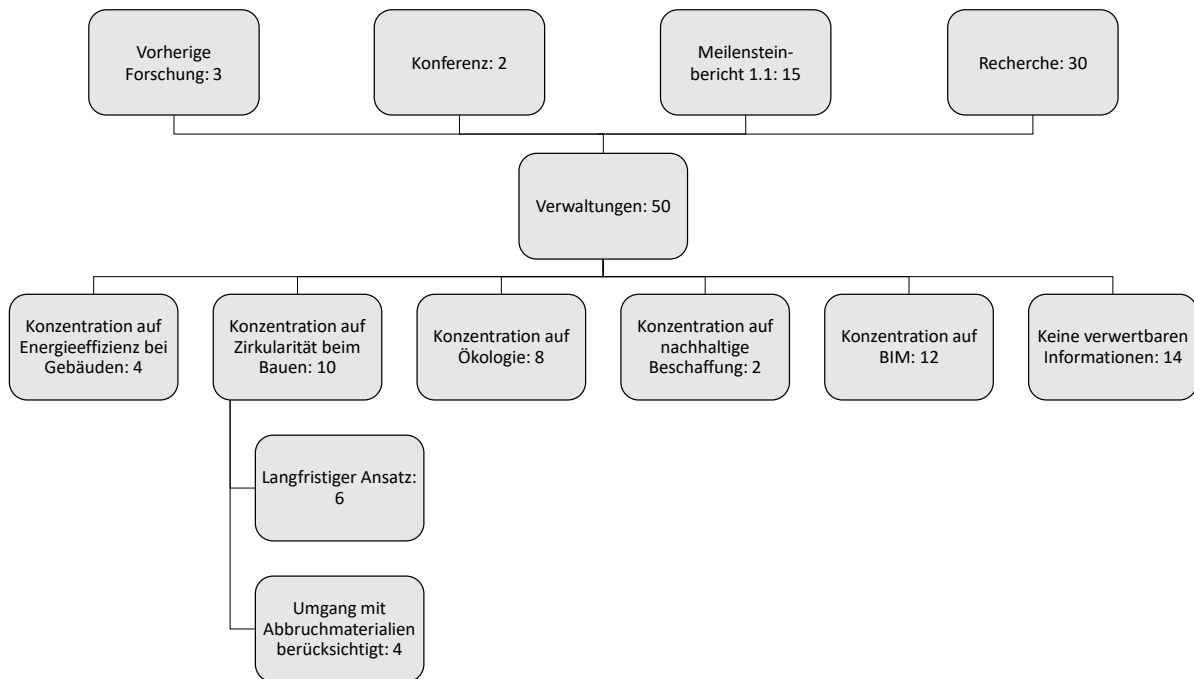 Vorherige
Forschung: 3
Konferenz: 2
Meilenstein-
bericht 1.1: 15
Recherche: 30
Verwaltungen: 50
Konzentration auf
Energieeffizienz bei
Gebäuden: 4
Konzentration auf
Zirkularität beim
Bauen: 10
Konzentration auf
Ökologie: 8
Konzentration auf
nachhaltige
Beschaffung: 2
Konzentration auf
BIM: 12
Keine verwertbaren
Informationen: 14
Langfristiger Ansatz:
6
Umgang mit
Abbruchmaterialien
berücksichtigt: 4